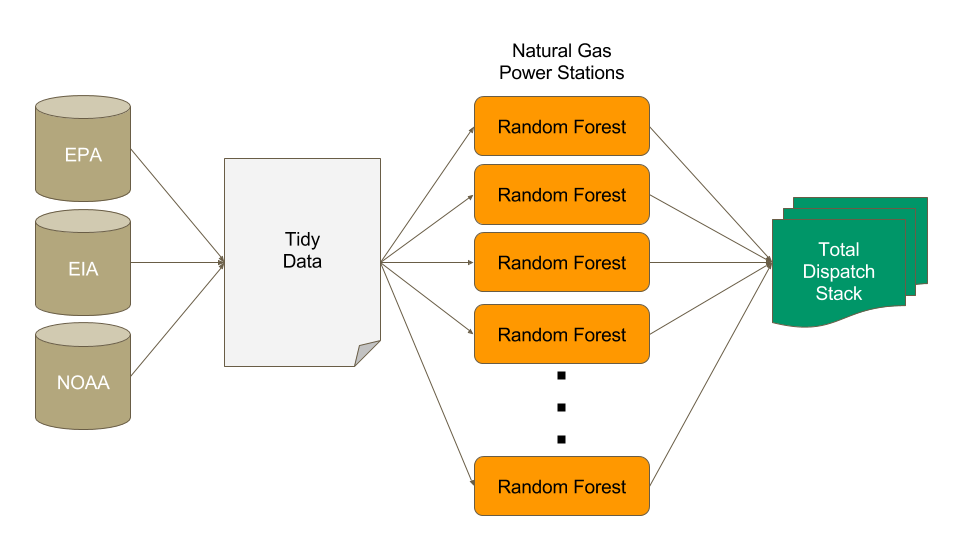 Natural Gas
Power Stations
EPA
EIA
NOAA
Tidy
Data
Random Forest
Random Forest
Random Forest
Random Forest
Random Forest
Total
Dispatch
Stack